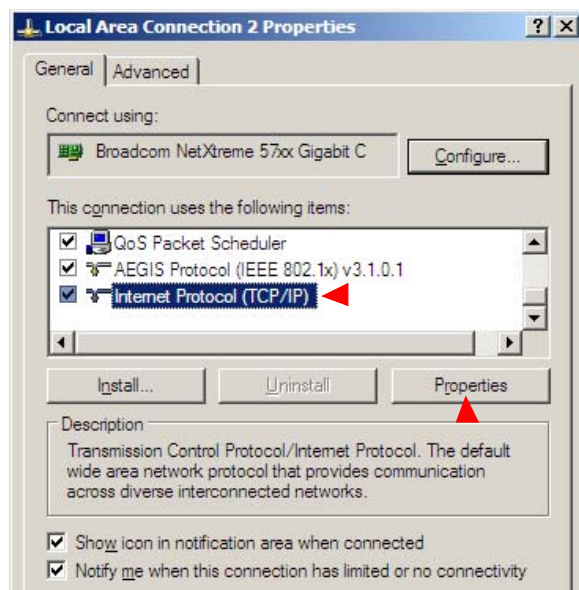 Local Area Connection 2 Properties
General Advanced
Connect using:
Broadcom NetXtreme 57xx Gigabit C Configure...
This connection uses the following items:
QoS Packet Scheduler
AEGIS Protocol (IEEE 802.1x) v3.1.0.1
Internet Protocol (TCP/IP)
Install... Uninstall Properties
Description
Transmission Control Protocol/Internet Protocol. The default
wide area network protocol that provides communication
across diverse interconnected networks.
Show icon in notification area when connected
Notify me when this connection has limited or no connectivity